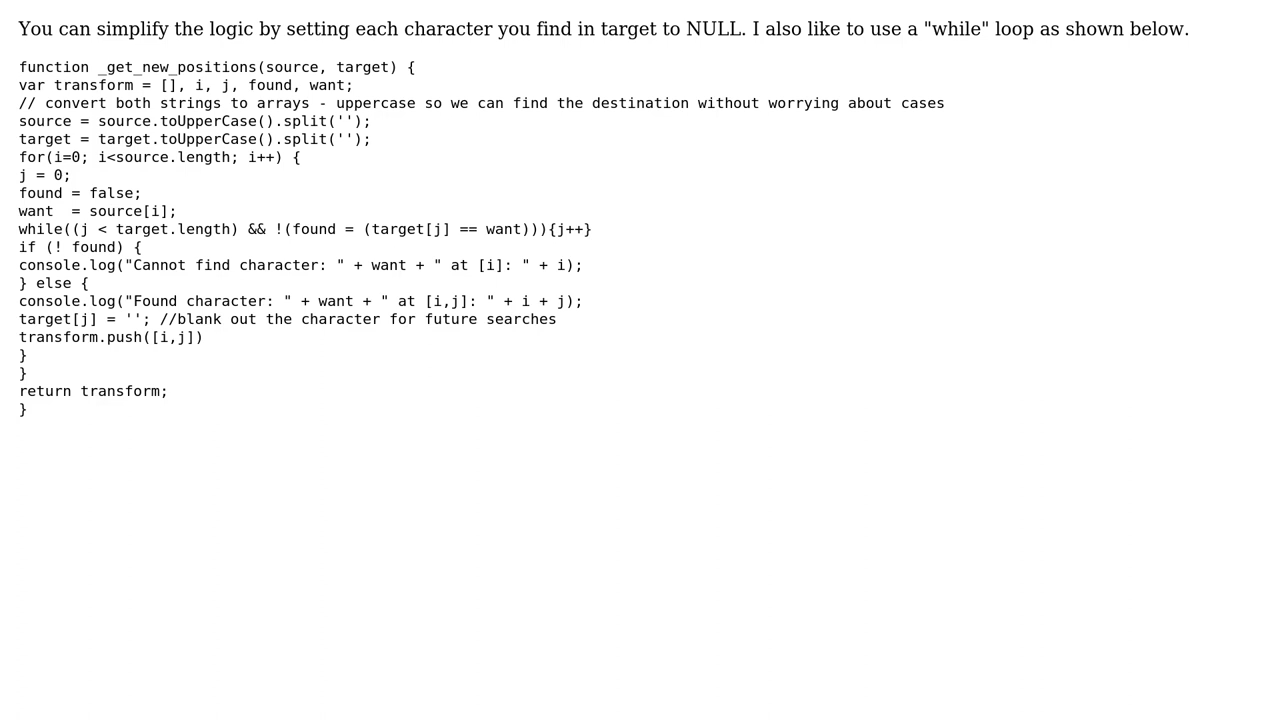 You can simplify the logic by setting each character you find in target to NULL. I also like to use a "while" loop as shown below.
function _get_new_positions(source, target) {
var transform = [], i, j, found, want;
// convert both strings to arrays - uppercase so we can find the destination without worrying about cases
source = source.toUpperCase().split('');
target = target.toUpperCase().split('');
for(i=0; i<source.length; i++) {
j = 0;
found = false;
want  = source[i];
while((j < target.length) && !(found = (target[j] == want))){j++}
if (! found) {
console.log("Cannot find character: " + want + " at [i]: " + i);
} else {
console.log("Found character: " + want + " at [i,j]: " + i + j);
target[j] = ''; //blank out the character for future searches
transform.push([i,j])
}
}
return transform;
}